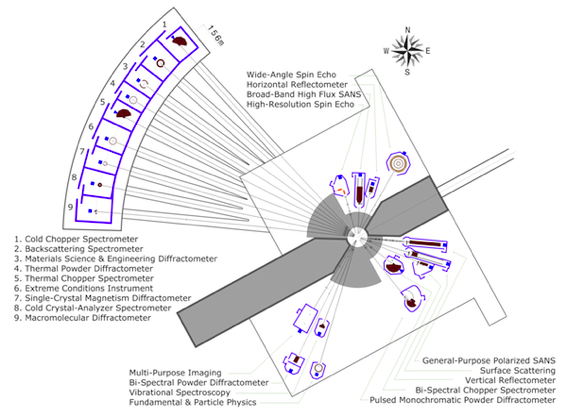 156m
1
2
3
4
5
6
7
8
9
N
W E
S
Wide-Angle Spin Echo
Horizontal Reflectometer
Broad-Band High Flux SANS
High-Resolution Spin Echo
1. Cold Chopper Spectrometer
2. Backscattering Spectrometer
3. Materials Science & Engineering Diffractometer
4. Thermal Powder Diffractometer
5. Thermal Chopper Spectrometer
6. Extreme Conditions Instrument
7. Single-Crystal Magnetism Diffractometer
8. Cold Crystal-Analyzer Spectrometer
9. Macromolecular Diffractometer
Multi-Purpose Imaging
Bi-Spectral Powder Diffractometer
Vibrational Spectroscopy
Fundamental & Particle Physics
General-Purpose Polarized SANS
Surface Scattering
Vertical Reflectometer
Bi-Spectral Chopper Spectrometer
Pulsed Monochromatic Powder Diffractometer